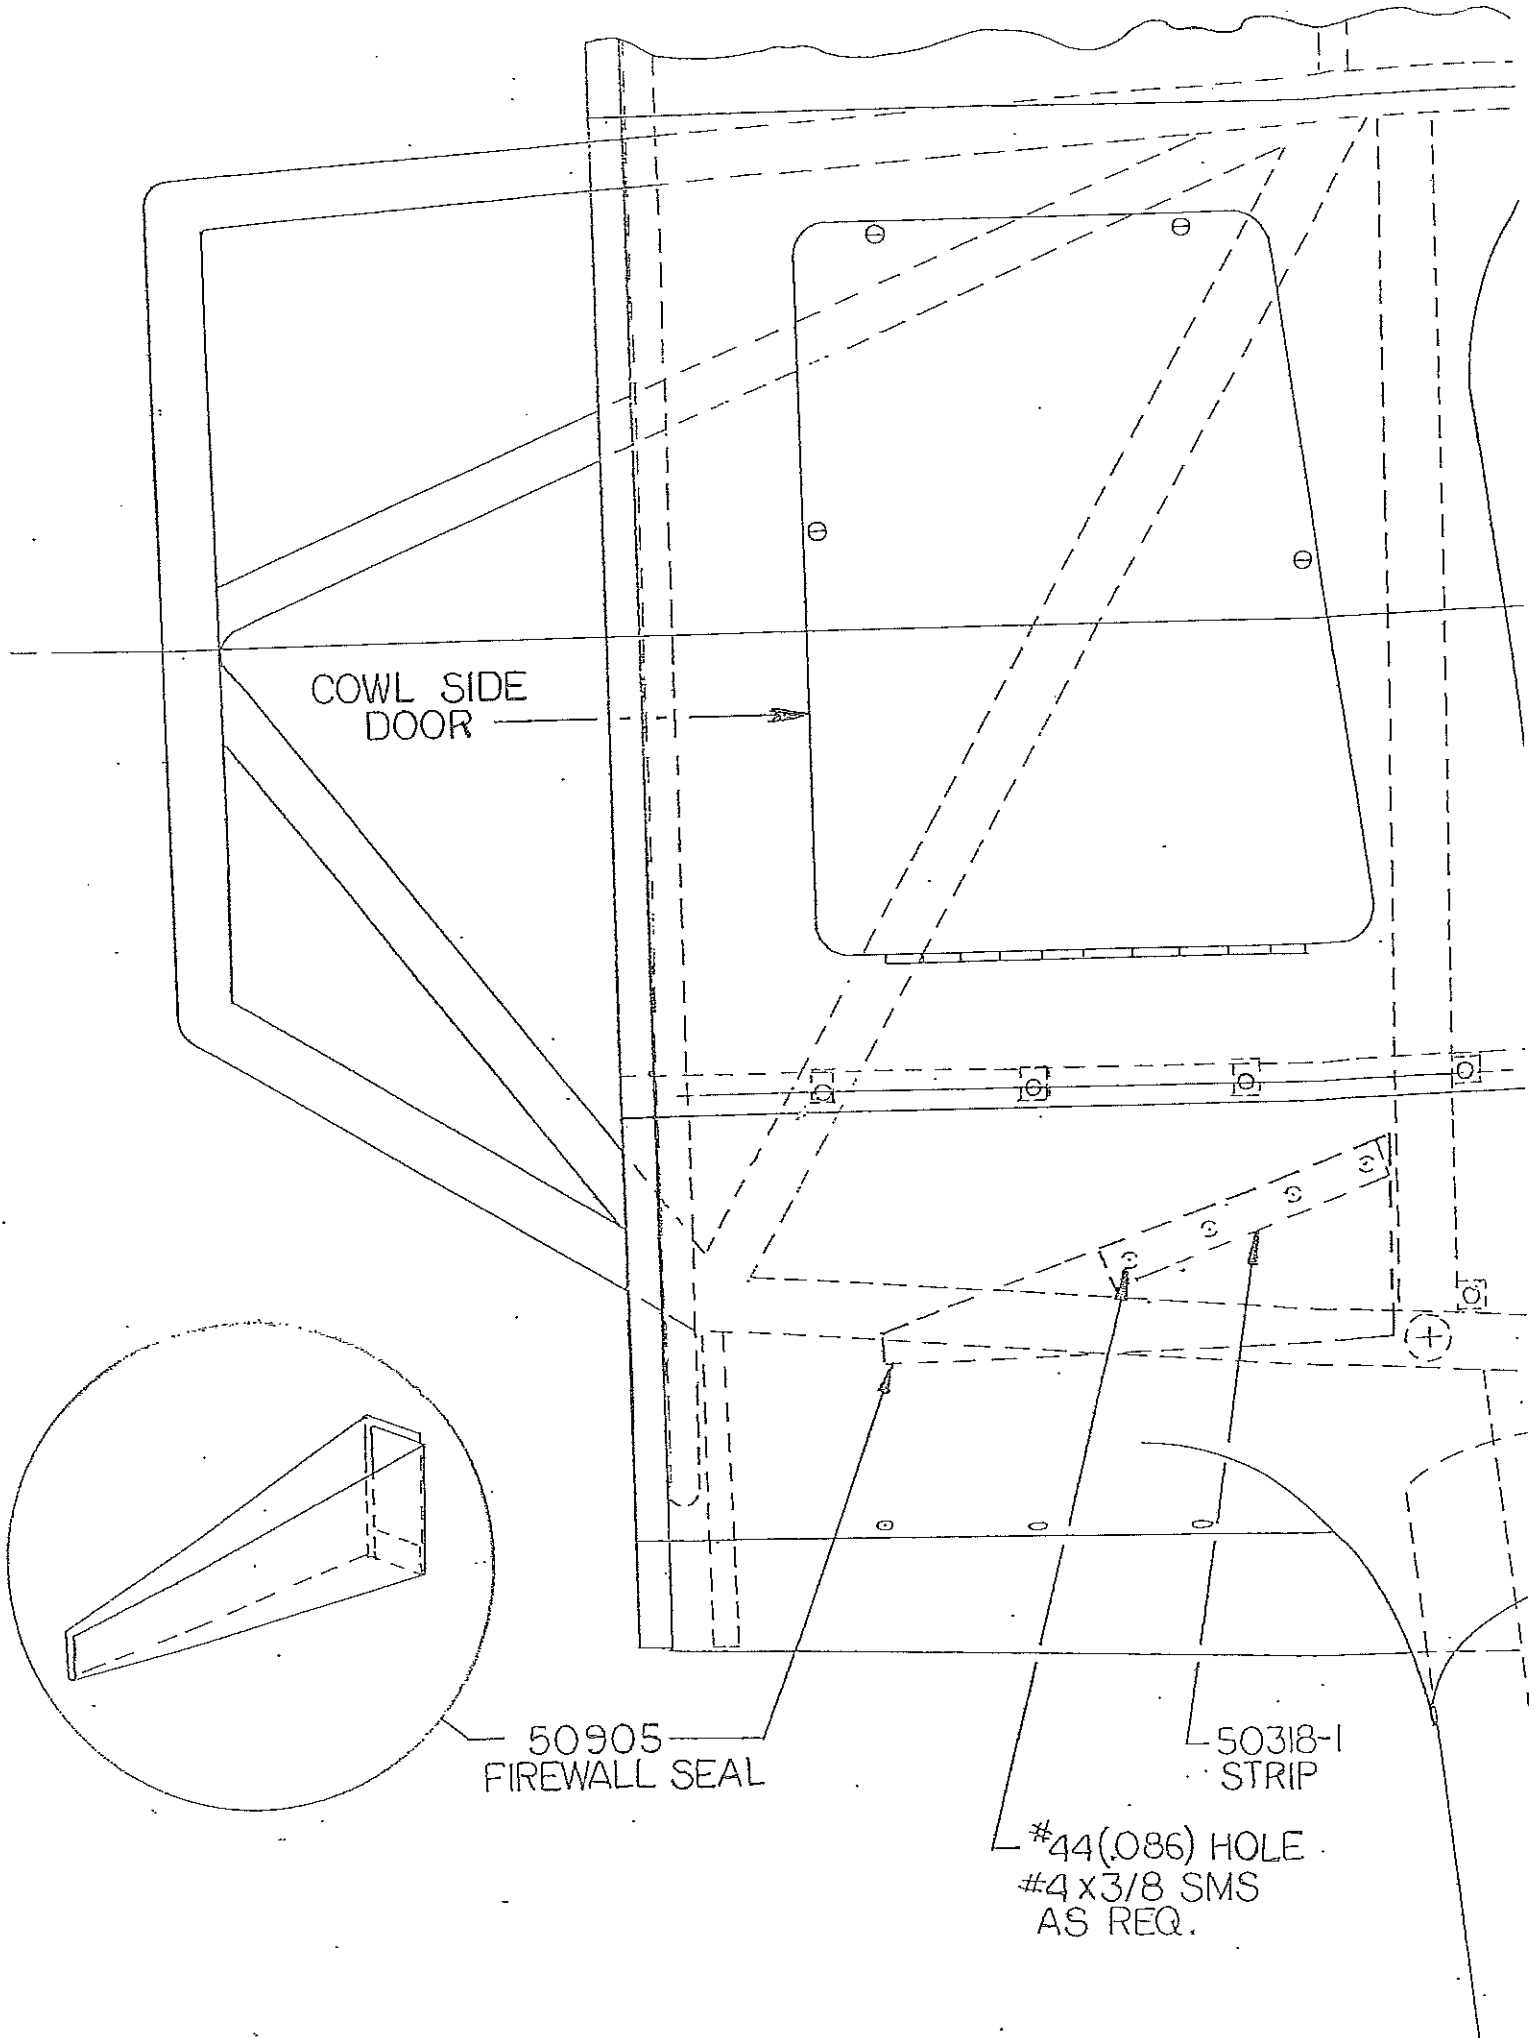 COWL SIDE
DOOR
50905
FIREWALL SEAL
50318-1
STRIP
#44(.086) HOLE
#4 x 3/8 SMS
AS REQ.